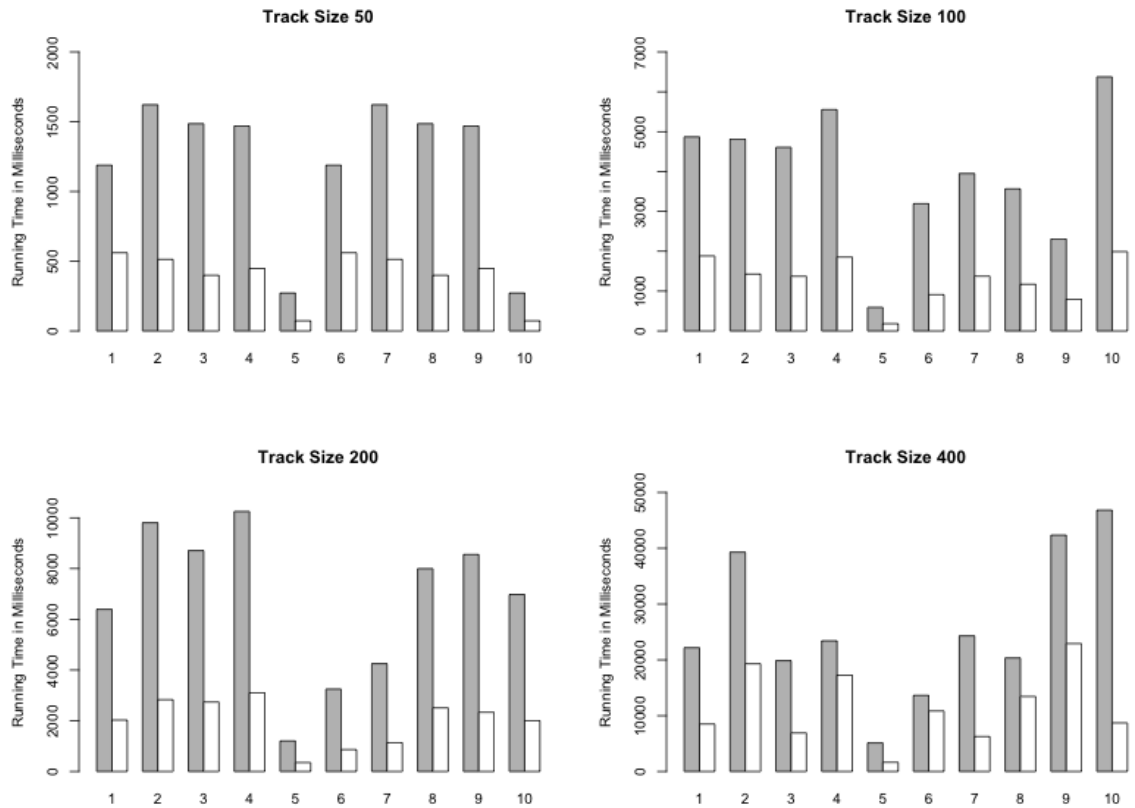 Track Size 50
Running Time in Milliseconds
2000
1500
1000
500
0
1 2 3 4 5 6 7 8 9 10
Track Size 100
Running Time in Milliseconds
7000
5000
3000
1000
0
1 2 3 4 5 6 7 8 9 10
Track Size 200
Running Time in Milliseconds
10000
8000
6000
4000
2000
0
1 2 3 4 5 6 7 8 9 10
Track Size 400
Running Time in Milliseconds
50000
40000
30000
20000
10000
0
1 2 3 4 5 6 7 8 9 10